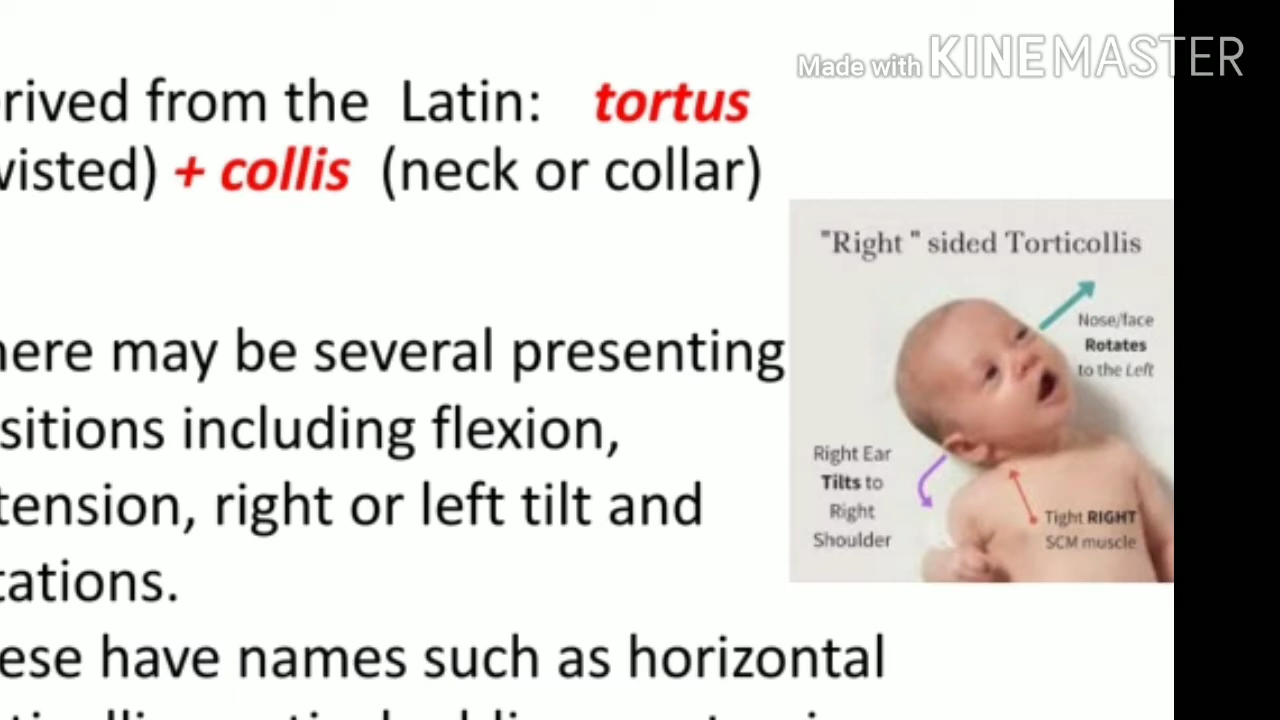 Made with KINEMASTER
rived from the Latin: tortus
visted) + collis (neck or collar)
"Right " sided Torticollis
Nose/face
Rotates
to the Left
here may be several presenting
sitions including flexion,
Right Ear
Tilts to
Right
Shoulder
tension, right or left tilt and
Tight RIGHT
SCM muscle
tations.
ese have names such as horizontal